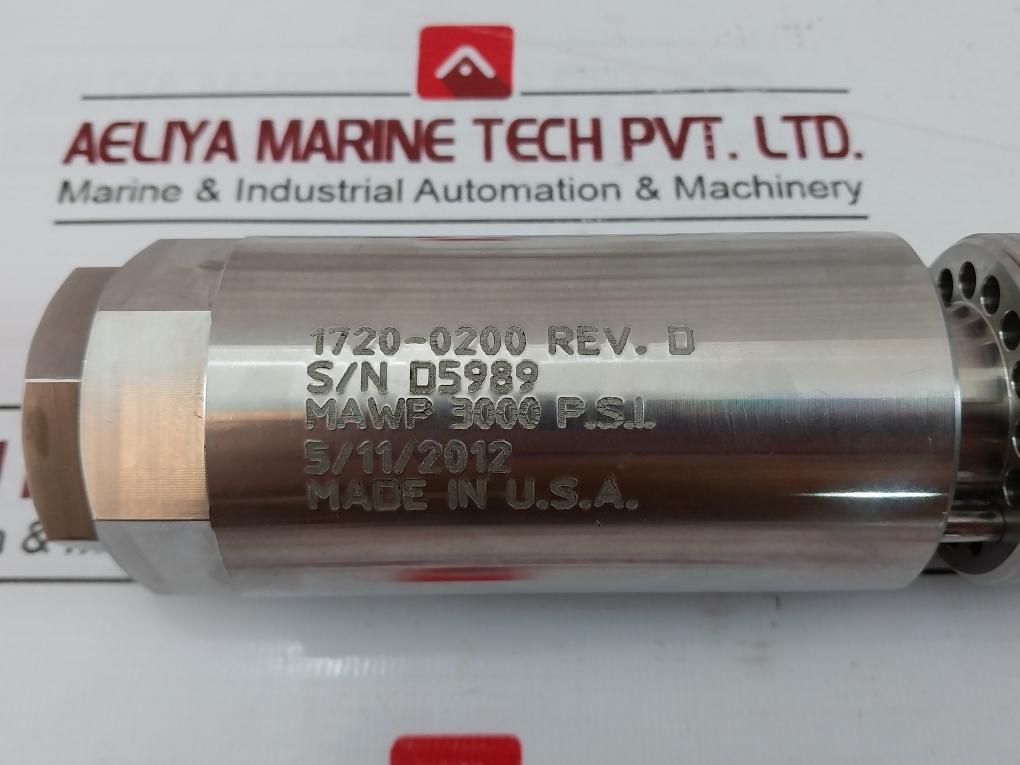 AELIYA MARINE TECH PVT. LTD.
Marine & Industrial Automation & Machinery
1720-0200 REV. D
S/N D5989
MAWP 3000 P.S.I.
5/11/2012
MADE IN U.S.A.
&